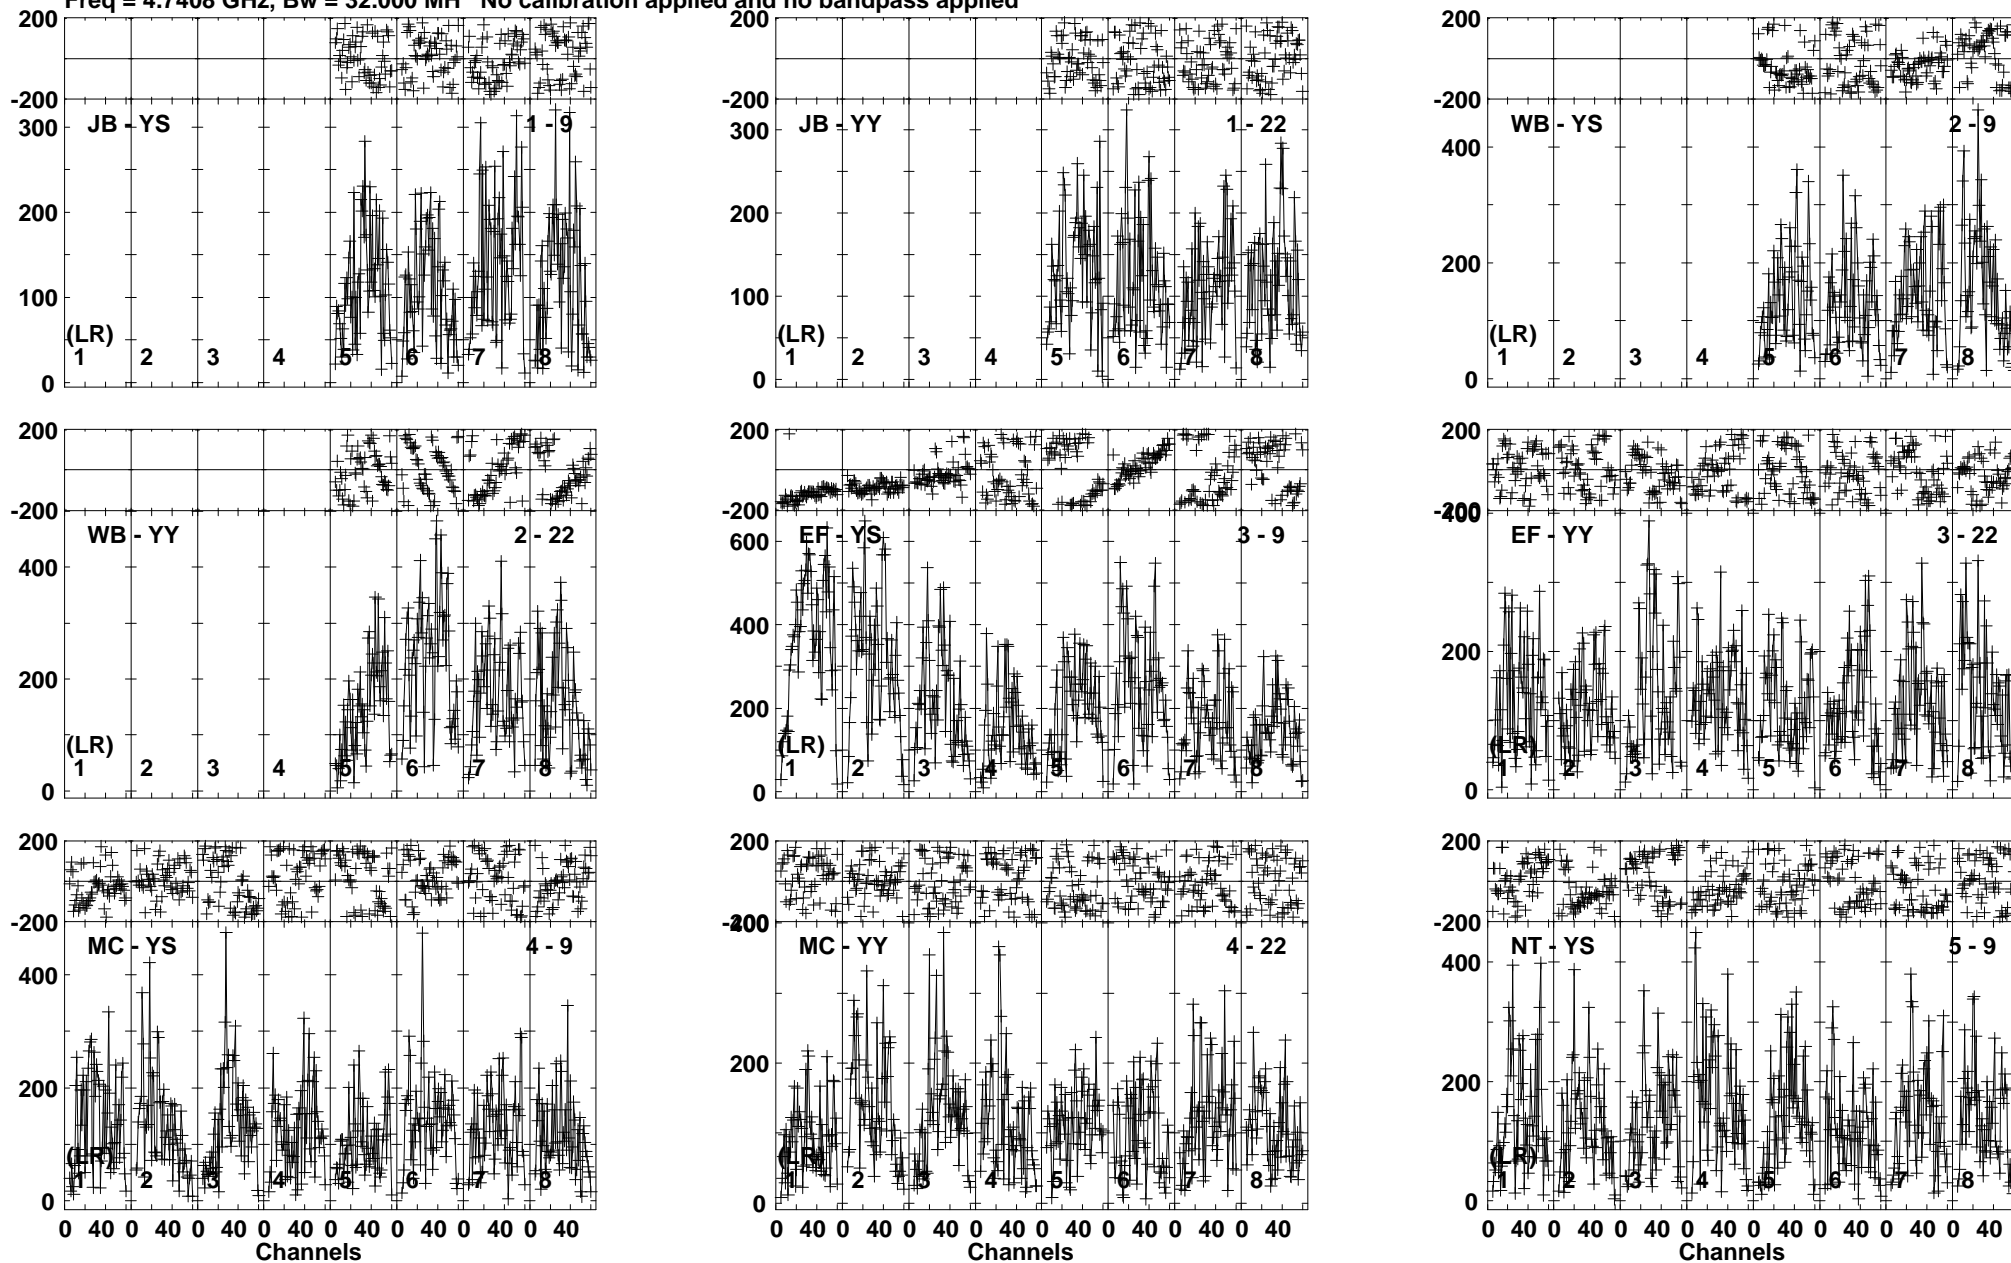 Freq = 4.7408 GHz, Bw = 32.000 MH No calibration applied and no bandpass applied
200 200 200
-200 -200 -200
JB - YS 1 - 9 JB - YY 1 - 22 WB - YS 2 - 9
300 300 400
200 200 200
100 100
(LR) (LR) (LR)
1 2 3 4 5 6 7 8 1 2 3 4 5 6 7 8 1 2 3 4 5 6 7 8
0 0 0
200 200 200
-200 -200 -200
400
WB - YY 2 - 22 EF - YS 3 - 9 EF - YY 3 - 22
400 600 200
200 400
200
(LR) (LR) (LR)
1 2 3 4 5 6 7 8 1 2 3 4 5 6 7 8 1 2 3 4 5 6 7 8
0 0 0
200 200 200
-200 -200 -200
400
MC - YS 4 - 9 MC - YY 4 - 22 NT - YS 5 - 9
400 200 400
200 200
(LR) (LR) (LR)
1 2 3 4 5 6 7 8 1 2 3 4 5 6 7 8 1 2 3 4 5 6 7 8
0 0 0
0 40 0 40 0 40 0 40 0 40 0 40 0 40 0 40 0 40 0 40 0 40 0 40 0 40 0 40 0 40 0 40 0 40 0 40 0 40 0 40 0 40 0 40 0 40 0 40
Channels Channels Channels